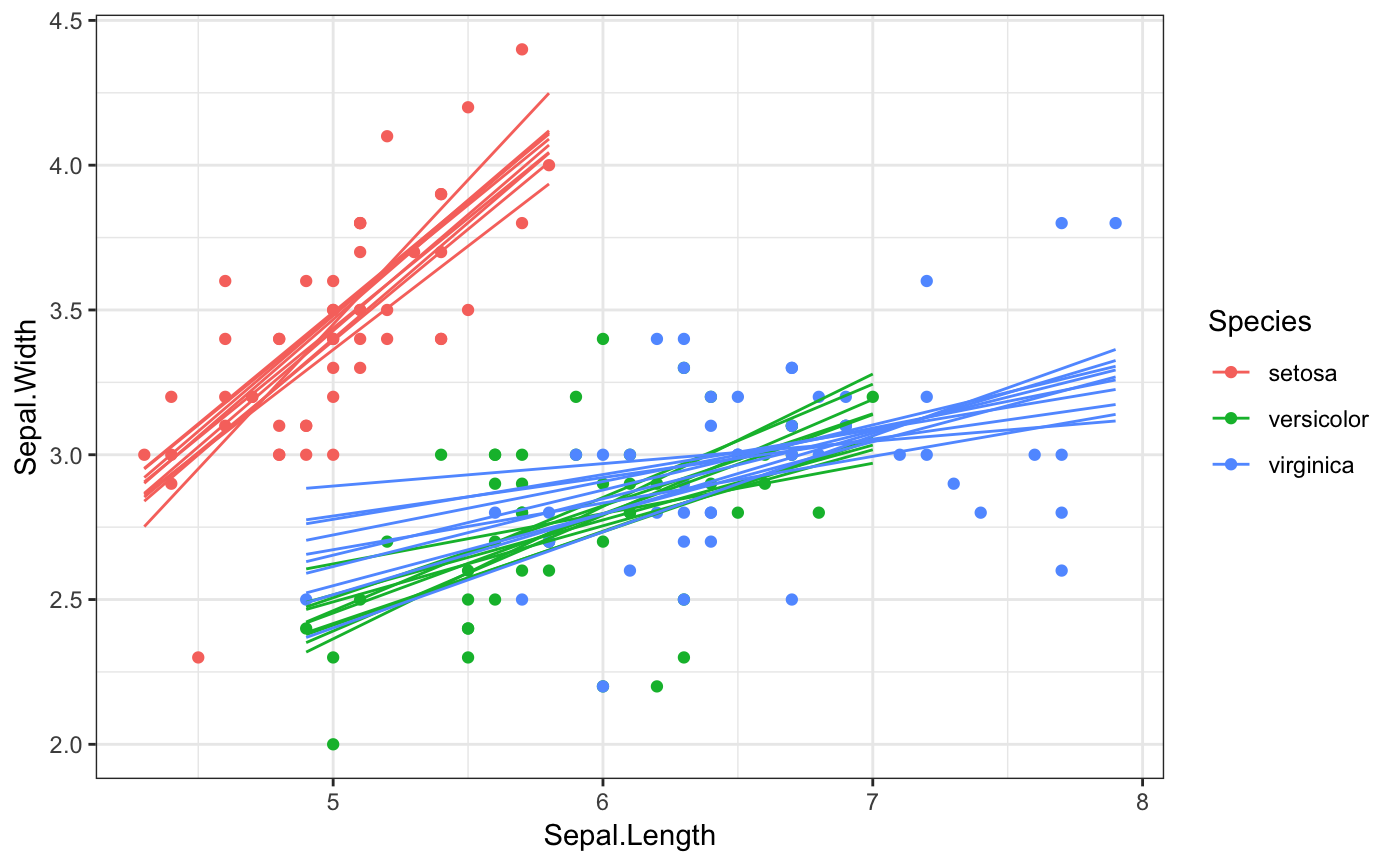 4.5
4.0
3.5
3.0
2.5
2.0
Sepal.Width
5 6 7 8
Sepal.Length
Species
setosa
versicolor
virginica